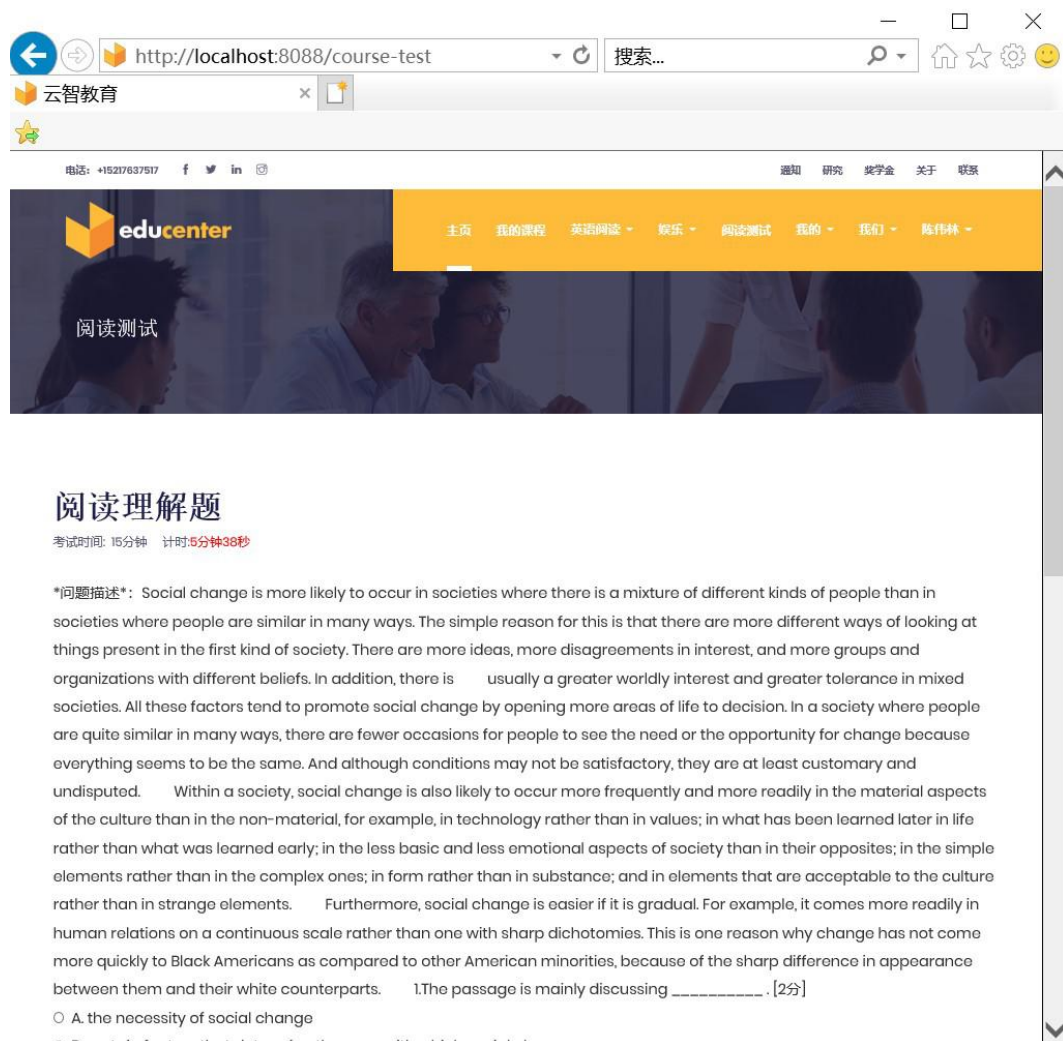 http://localhost:8088/course-test
搜索...
云智教育
电话: +15217637517
通知 研究 奖学金 关于 联系
educenter
主页 我的课程 英语阅读 娱乐 阅读测试 我的 我们 陈伟林
阅读测试
阅读理解题
考试时间: 15分钟 计时:5分钟38秒
*问题描述*: Social change is more likely to occur in societies where there is a mixture of different kinds of people than in
societies where people are similar in many ways. The simple reason for this is that there are more different ways of looking at
things present in the first kind of society. There are more ideas, more disagreements in interest, and more groups and
organizations with different beliefs. In addition, there is usually a greater worldly interest and greater tolerance in mixed
societies. All these factors tend to promote social change by opening more areas of life to decision. In a society where people
are quite similar in many ways, there are fewer occasions for people to see the need or the opportunity for change because
everything seems to be the same. And although conditions may not be satisfactory, they are at least customary and
undisputed. Within a society, social change is also likely to occur more frequently and more readily in the material aspects
of the culture than in the non-material, for example, in technology rather than in values; in what has been learned later in life
rather than what was learned early; in the less basic and less emotional aspects of society than in their opposites; in the simple
elements rather than in the complex ones; in form rather than in substance; and in elements that are acceptable to the culture
rather than in strange elements. Furthermore, social change is easier if it is gradual. For example, it comes more readily in
human relations on a continuous scale rather than one with sharp dichotomies. This is one reason why change has not come
more quickly to Black Americans as compared to other American minorities, because of the sharp difference in appearance
between them and their white counterparts. 1.The passage is mainly discussing __________ . [2分]
A. the necessity of social change